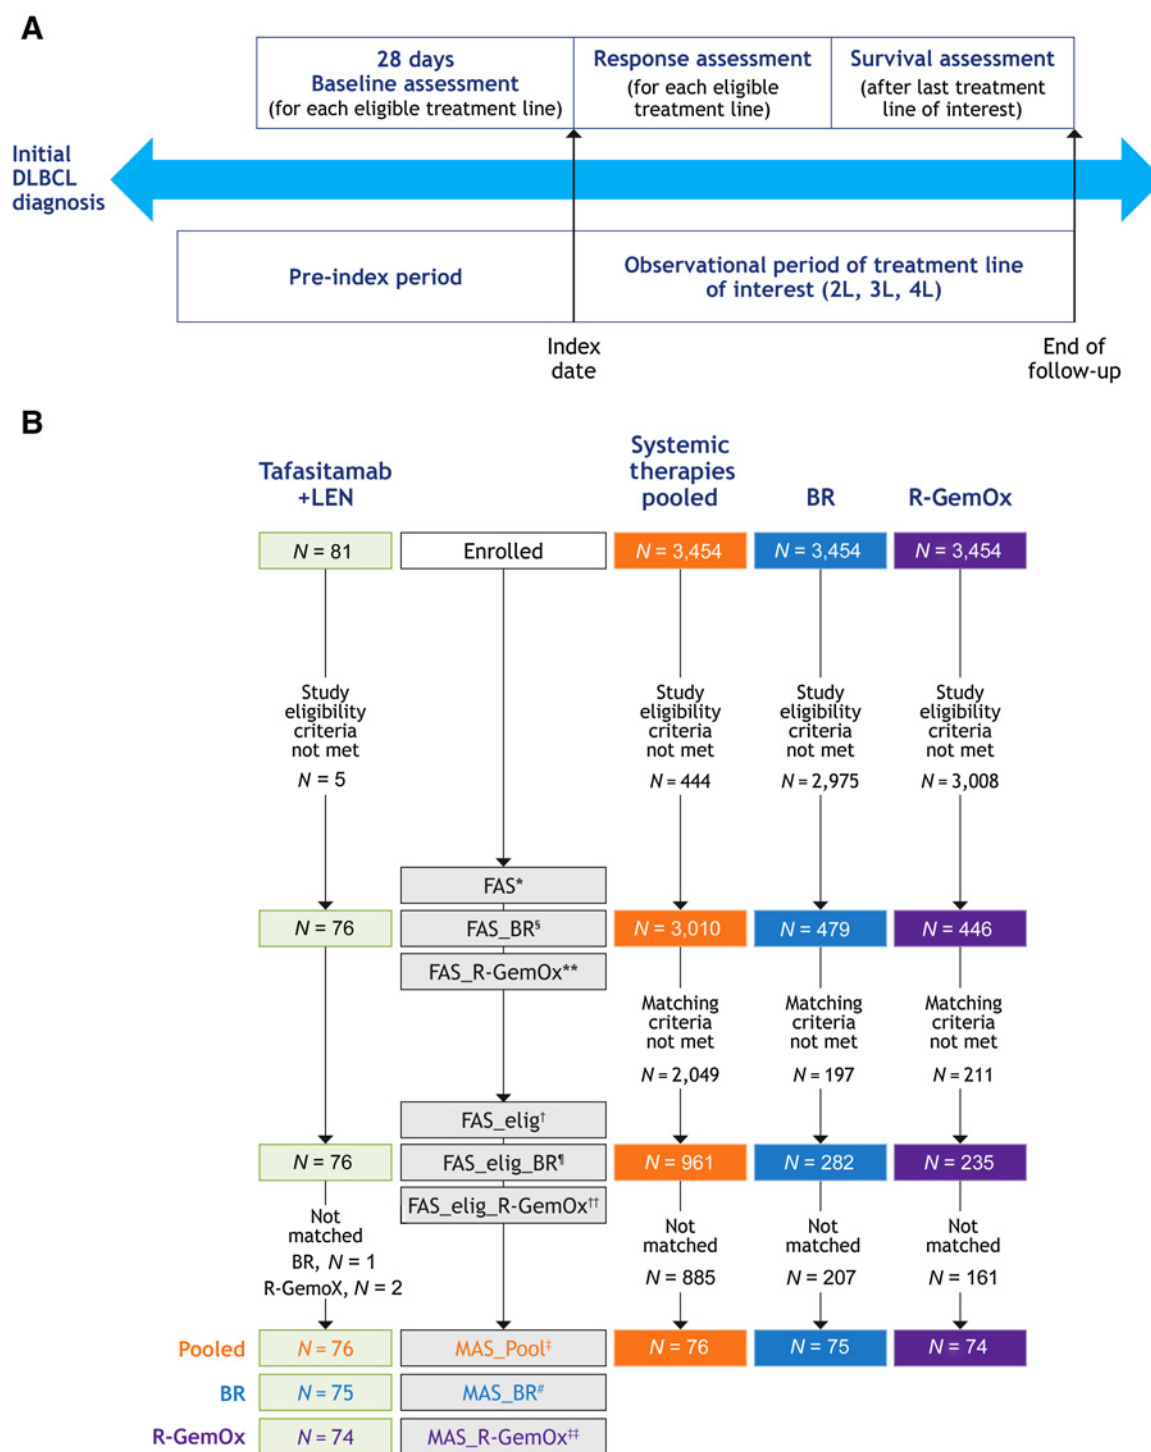 A
28 days
Baseline assessment
(for each eligible treatment line)
Response assessment
(for each eligible
treatment line)
Survival assessment
(after last treatment
line of interest)
Initial
DLBCL
diagnosis
Pre-index period
Observational period of treatment line
of interest (2L, 3L, 4L)
Index
date
End of
follow-up
B
Tafasitamab
+LEN
Systemic
therapies
pooled
BR
R-GemOx
N = 81
Enrolled
N = 3,454
N = 3,454
N = 3,454
Study
eligibility
criteria
not met
N = 5
Study
eligibility
criteria
not met
N = 444
Study
eligibility
criteria
not met
N = 2,975
Study
eligibility
criteria
not met
N = 3,008
FAS*
N = 76
FAS_BR§
N = 3,010
N = 479
N = 446
FAS_R-GemOx**
Matching
criteria
not met
N = 2,049
Matching
criteria
not met
N = 197
Matching
criteria
not met
N = 211
FAS_elig†
N = 76
FAS_elig_BR¶
N = 961
N = 282
N = 235
FAS_elig_R-GemOx††
Not
matched
BR, N = 1
R-GemoX, N = 2
Not
matched
N = 885
Not
matched
N = 207
Not
matched
N = 161
Pooled
N = 76
MAS_Pool‡
N = 76
N = 75
N = 74
BR
N = 75
MAS_BR#
R-GemOx
N = 74
MAS_R-GemOx‡‡